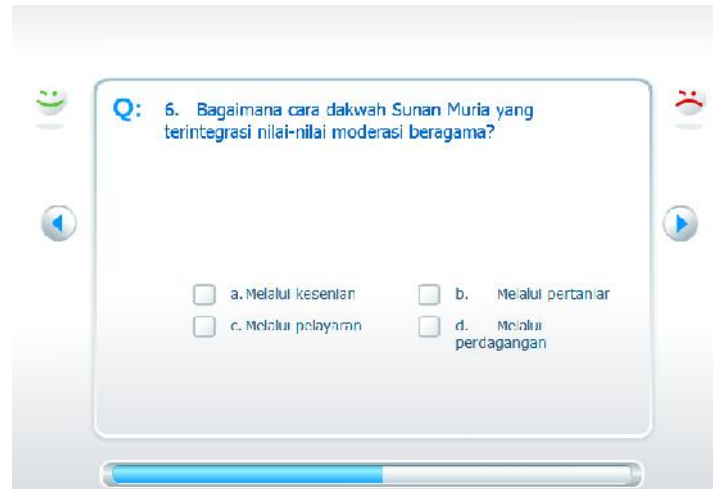 Q: 6. Bagaimana cara dakwah Sunan Muria yang
terintegrasi nilai-nilai moderasi beragama?
a. Melalui kesenian
b. Melalui pertanian
c. Melalui pelayaran
d. Melalui
perdagangan